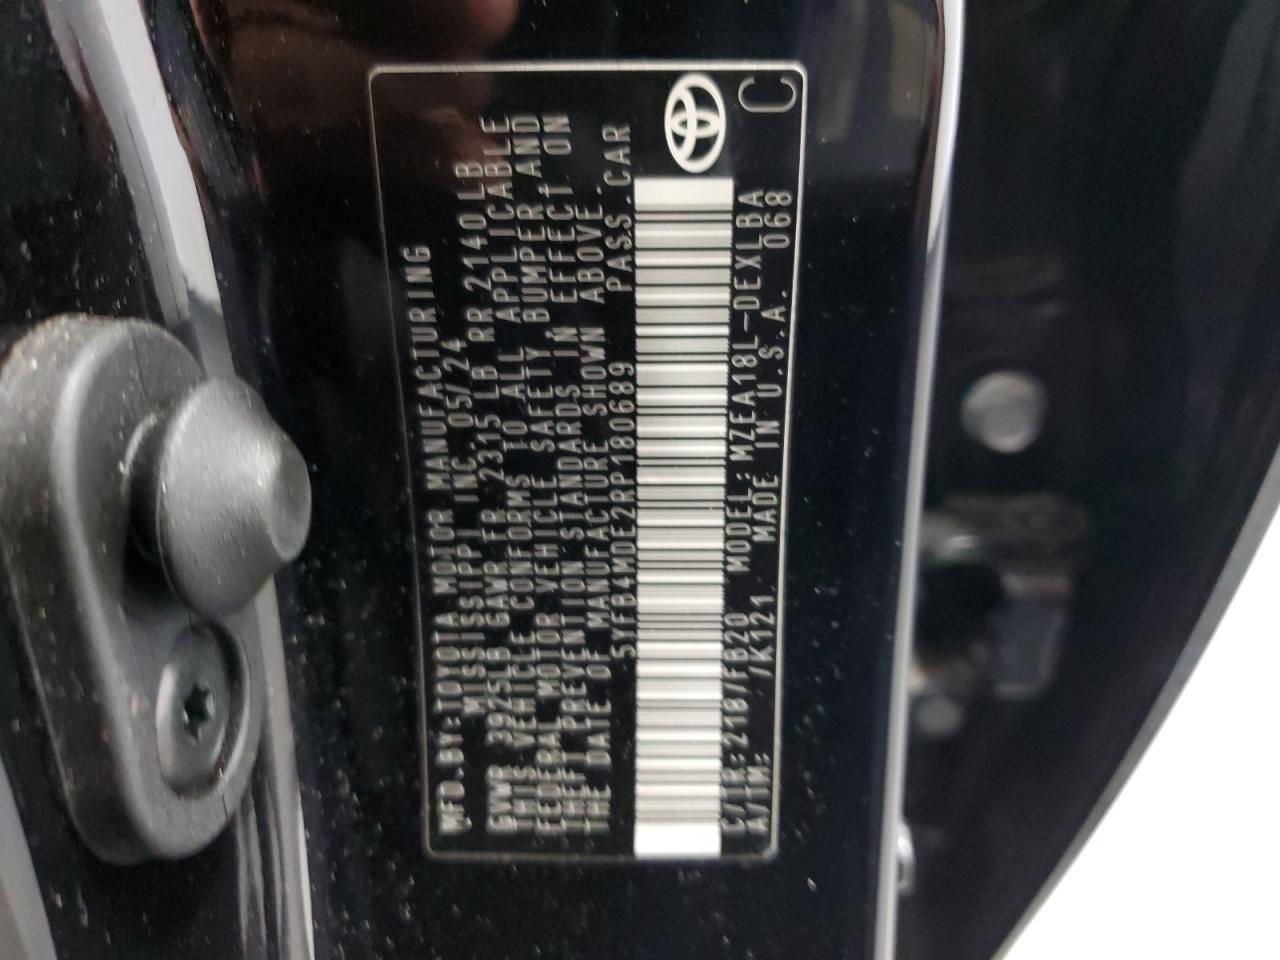 MFD.BY:TOYOTA MOTOR MANUFACTURING
MISSISSIPPI INC. 05/24
GVWR 3925LB GAWR FR 2315 LB RR 2140LB
THIS VEHICLE CONFORMS TO ALL APPLICABLE
FEDERAL MOTOR VEHICLE SAFETY, BUMPER AND
THEFT PREVENTION STANDARDS IN EFFECT ON
THE DATE OF MANUFACTURE SHOWN ABOVE.
5YFB4MDE2RP180689 PASS.CAR
C/TR:218/FB20 MODEL:MZEA18L-DEXLBA
A/TM: /K121 MADE IN U.S.A. 068
C